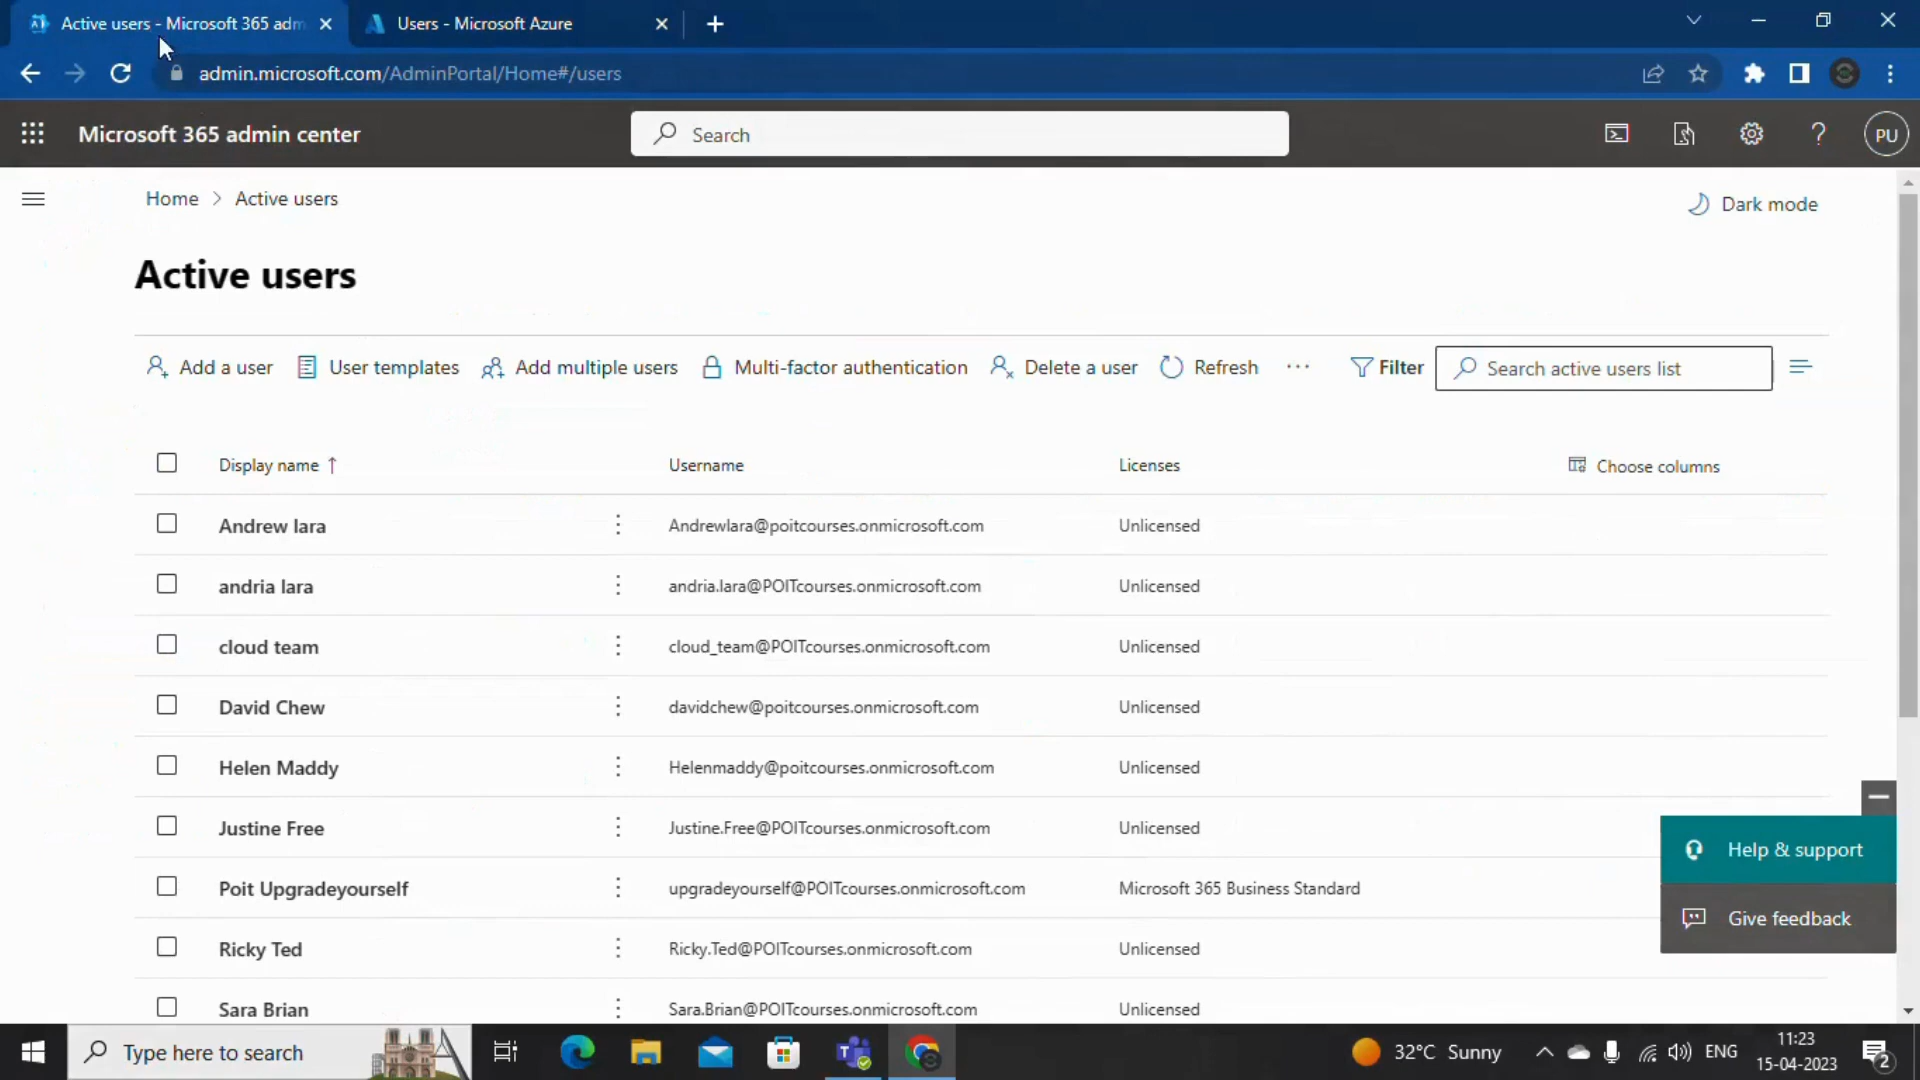 Active users - Microsoft 365 adm
Users - Microsoft Azure
admin.microsoft.com/AdminPortal/Home#/users
Microsoft 365 admin center
Search
PU
Home > Active users
Dark mode
Active users
Add a user
User templates
Add multiple users
Multi-factor authentication
Delete a user
Refresh
Filter
Search active users list
Display name ↑
Username
Licenses
Choose columns
Andrew lara Andrewlara@poitcourses.onmicrosoft.com Unlicensed
andria lara andria.lara@POITcourses.onmicrosoft.com Unlicensed
cloud team cloud_team@POITcourses.onmicrosoft.com Unlicensed
David Chew davidchew@poitcourses.onmicrosoft.com Unlicensed
Helen Maddy Helenmaddy@poitcourses.onmicrosoft.com Unlicensed
Justine Free Justine.Free@POITcourses.onmicrosoft.com Unlicensed
Poit Upgradeyourself upgradeyourself@POITcourses.onmicrosoft.com Microsoft 365 Business Standard
Ricky Ted Ricky.Ted@POITcourses.onmicrosoft.com Unlicensed
Sara Brian Sara.Brian@POITcourses.onmicrosoft.com Unlicensed
Help & support
Give feedback
Type here to search
32°C Sunny
ENG
11:23
15-04-2023
2